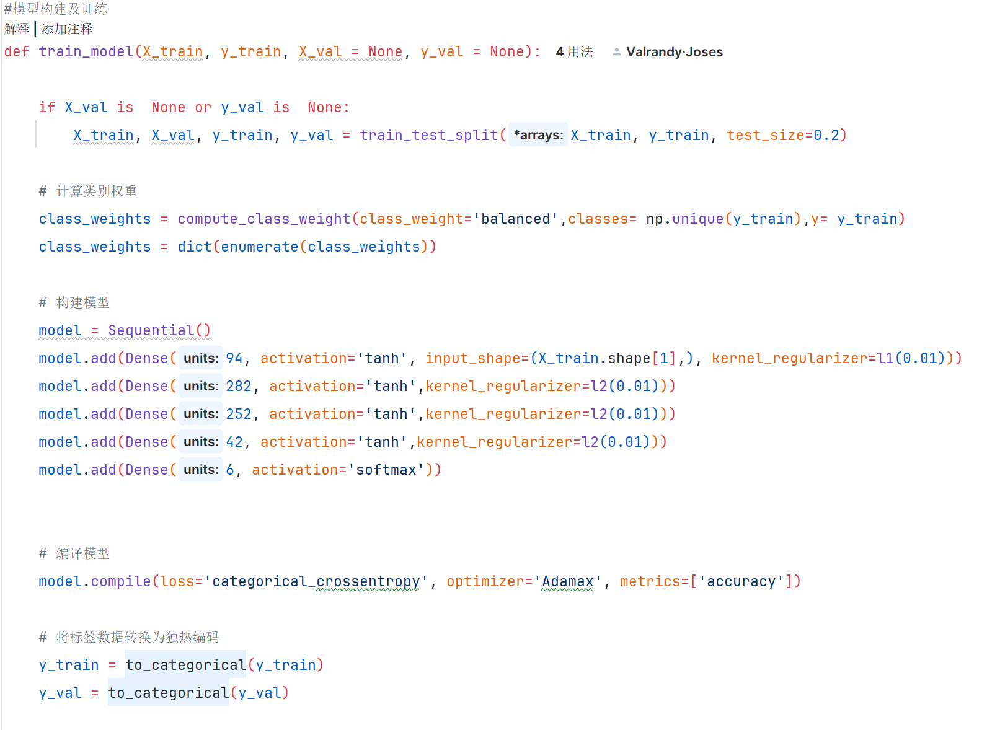 #模型构建及训练
解释 | 添加注释
def train_model(X_train, y_train, X_val = None, y_val = None): 4 用法 Valrandy·Joses
if X_val is  None or y_val is  None:
X_train, X_val, y_train, y_val = train_test_split( *arrays: X_train, y_train, test_size=0.2)
# 计算类别权重
class_weights = compute_class_weight(class_weight='balanced',classes= np.unique(y_train),y= y_train)
class_weights = dict(enumerate(class_weights))
# 构建模型
model = Sequential()
model.add(Dense( units: 94, activation='tanh', input_shape=(X_train.shape[1],), kernel_regularizer=l1(0.01)))
model.add(Dense( units: 282, activation='tanh',kernel_regularizer=l2(0.01)))
model.add(Dense( units: 252, activation='tanh',kernel_regularizer=l2(0.01)))
model.add(Dense( units: 42, activation='tanh',kernel_regularizer=l2(0.01)))
model.add(Dense( units: 6, activation='softmax'))
# 编译模型
model.compile(loss='categorical_crossentropy', optimizer='Adamax', metrics=['accuracy'])
# 将标签数据转换为独热编码
y_train = to_categorical(y_train)
y_val = to_categorical(y_val)